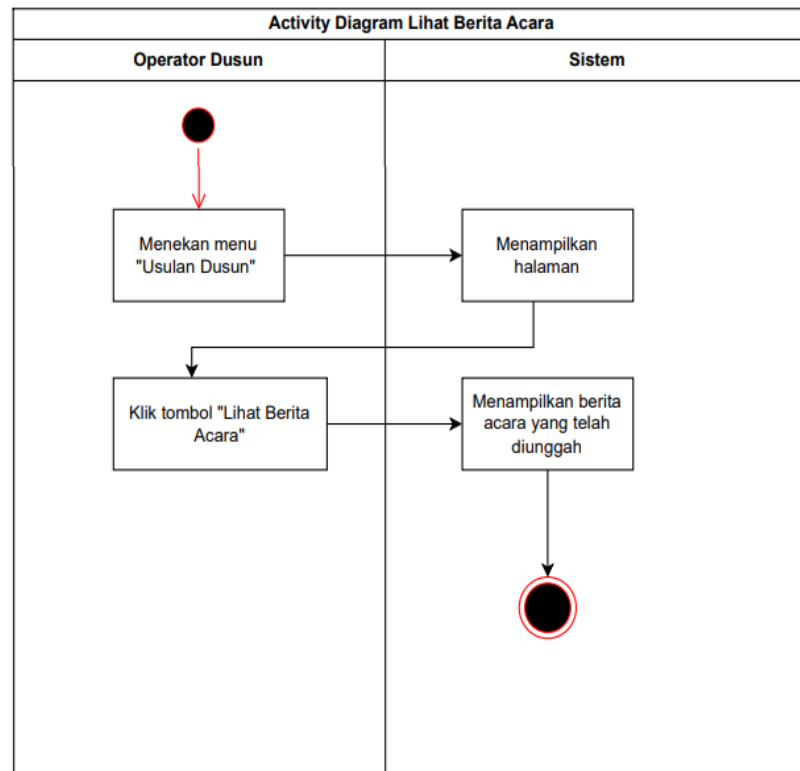 Activity Diagram Lihat Berita Acara
Operator Dusun
Sistem
Menekan menu
"Usulan Dusun"
Menampilkan
halaman
Klik tombol "Lihat Berita
Acara"
Menampilkan berita
acara yang telah
diunggah